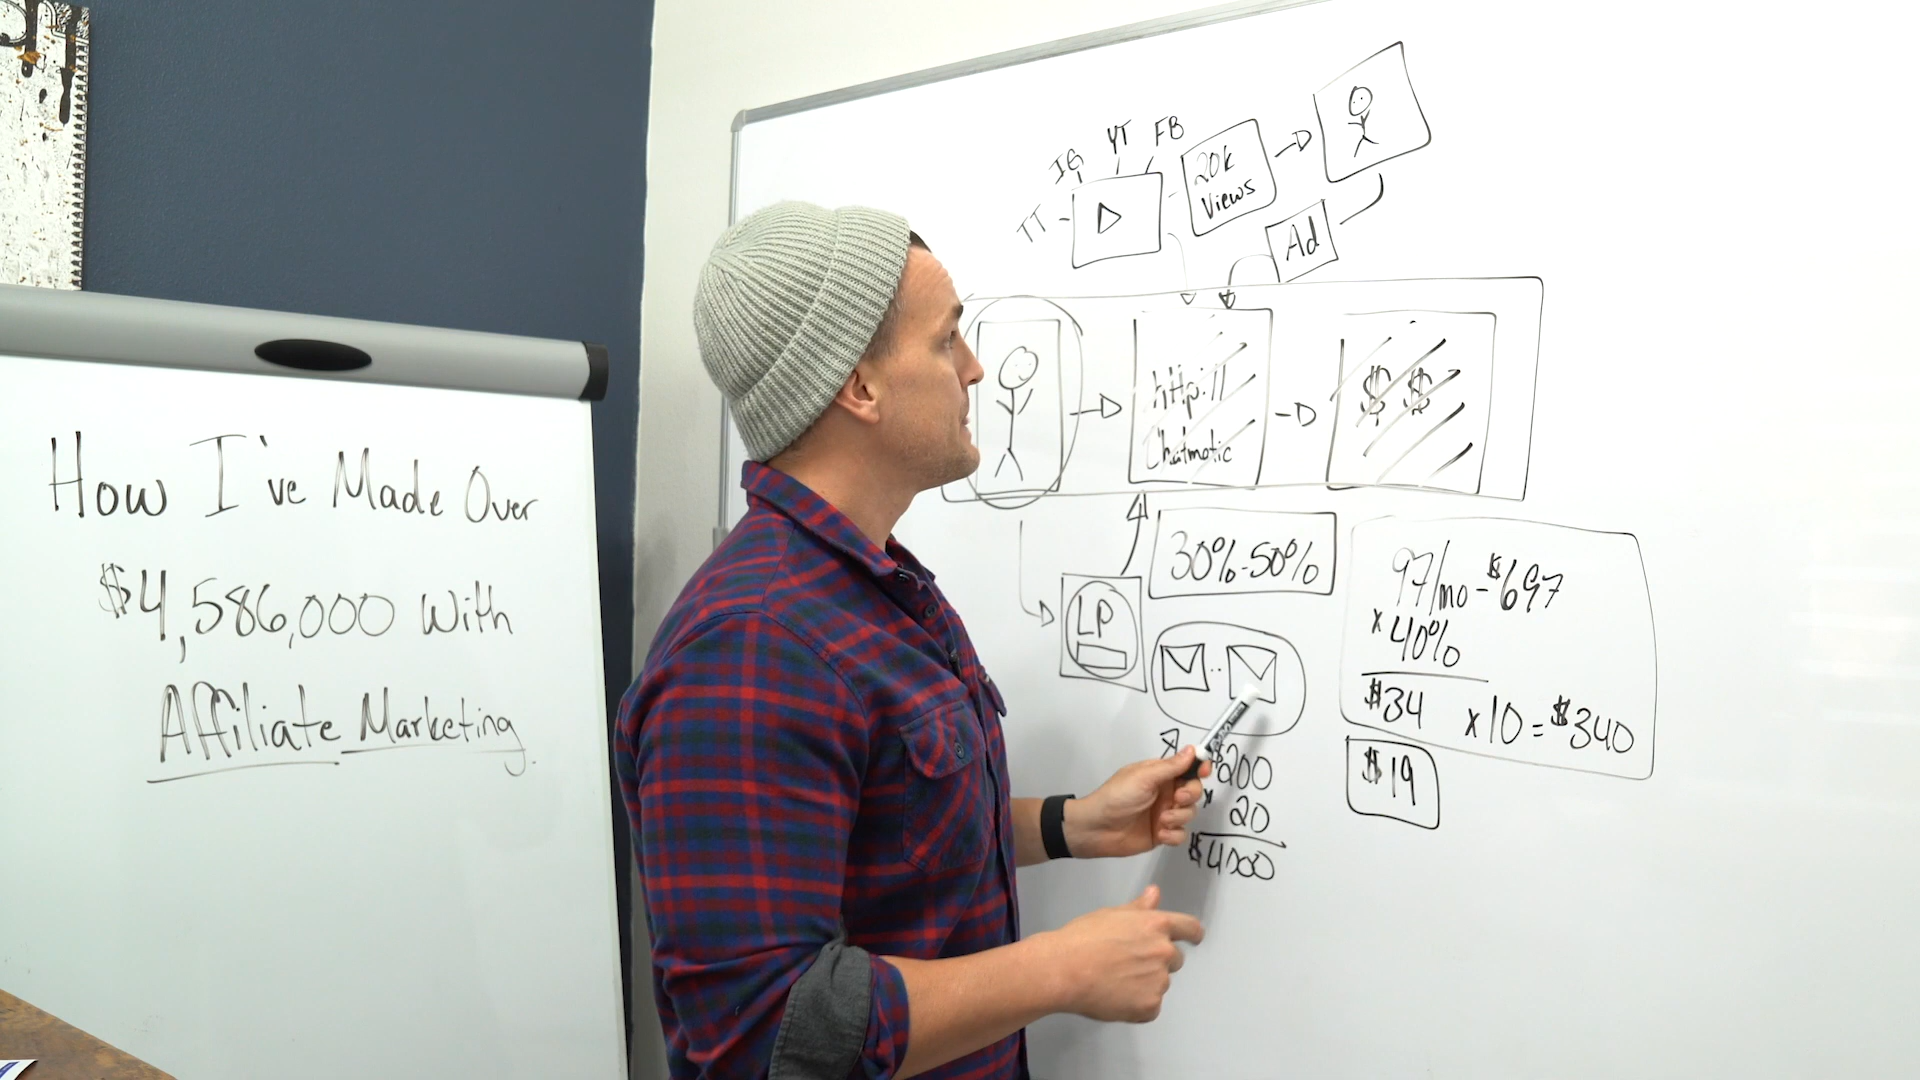 How I've Made Over
$4,586,000 With
Affiliate Marketing.
IG YT FB
TT
20k
Views
Ad
http://
Chatmatic
$ $
30%-50%
LP
97/mo - $697
x 40%
$34 x 10 = $340
$19
$200
x 20
$4000